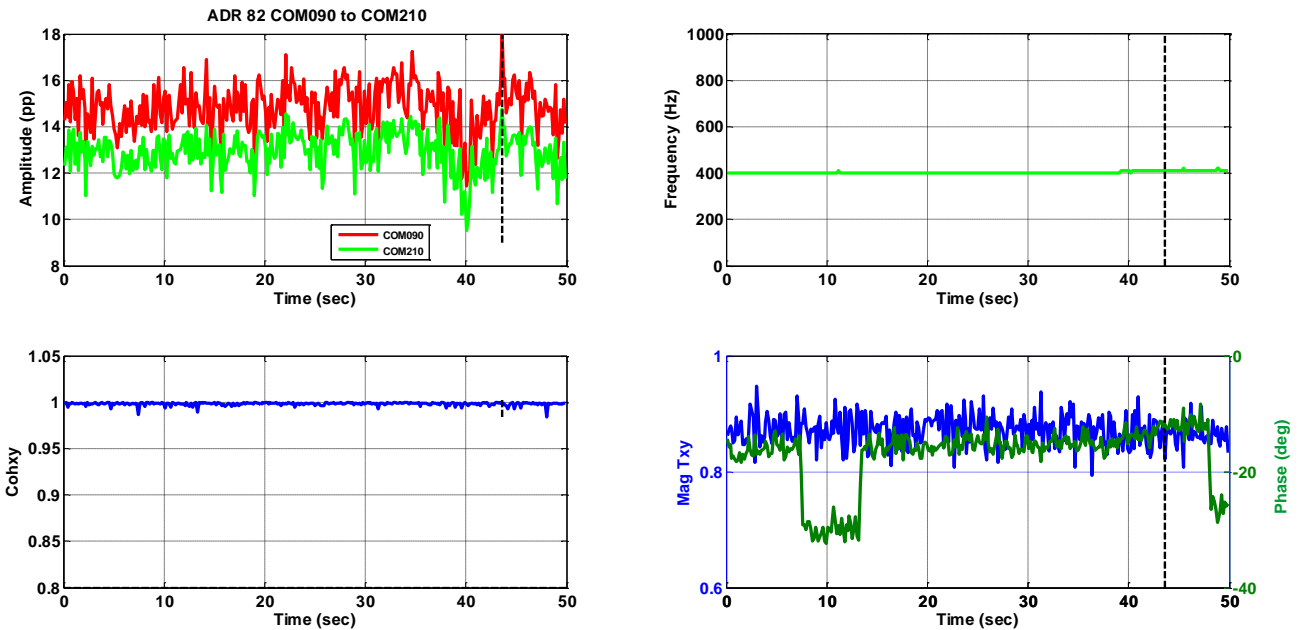 ADR 82 COM090 to COM210
18
16
14
12
10
8
Amplitude (pp)
COM090
COM210
0 10 20 30 40 50
Time (sec)
1000
800
600
400
200
0
Frequency (Hz)
0 10 20 30 40 50
Time (sec)
1.05
1
0.95
0.9
0.85
0.8
Cohxy
0 10 20 30 40 50
Time (sec)
1
0.8
0.6
Mag Txy
0
-20
-40
Phase (deg)
0 10 20 30 40 50
Time (sec)